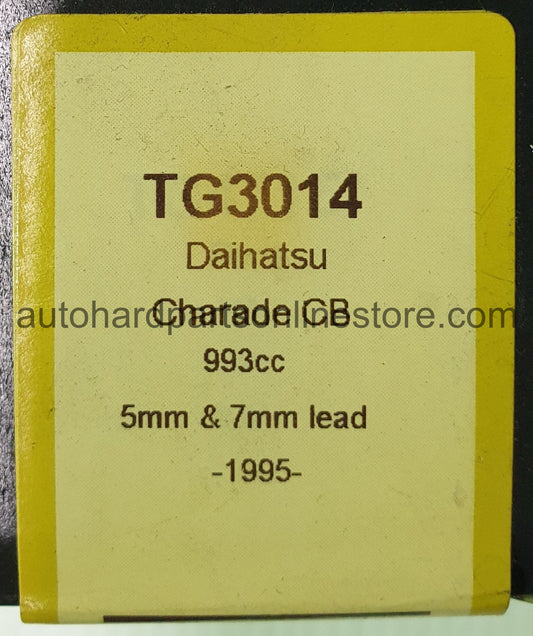 TG3014
Daihatsu
Charade CB
autohardpartsonlinestore.com
993cc
5mm & 7mm lead
-1995-